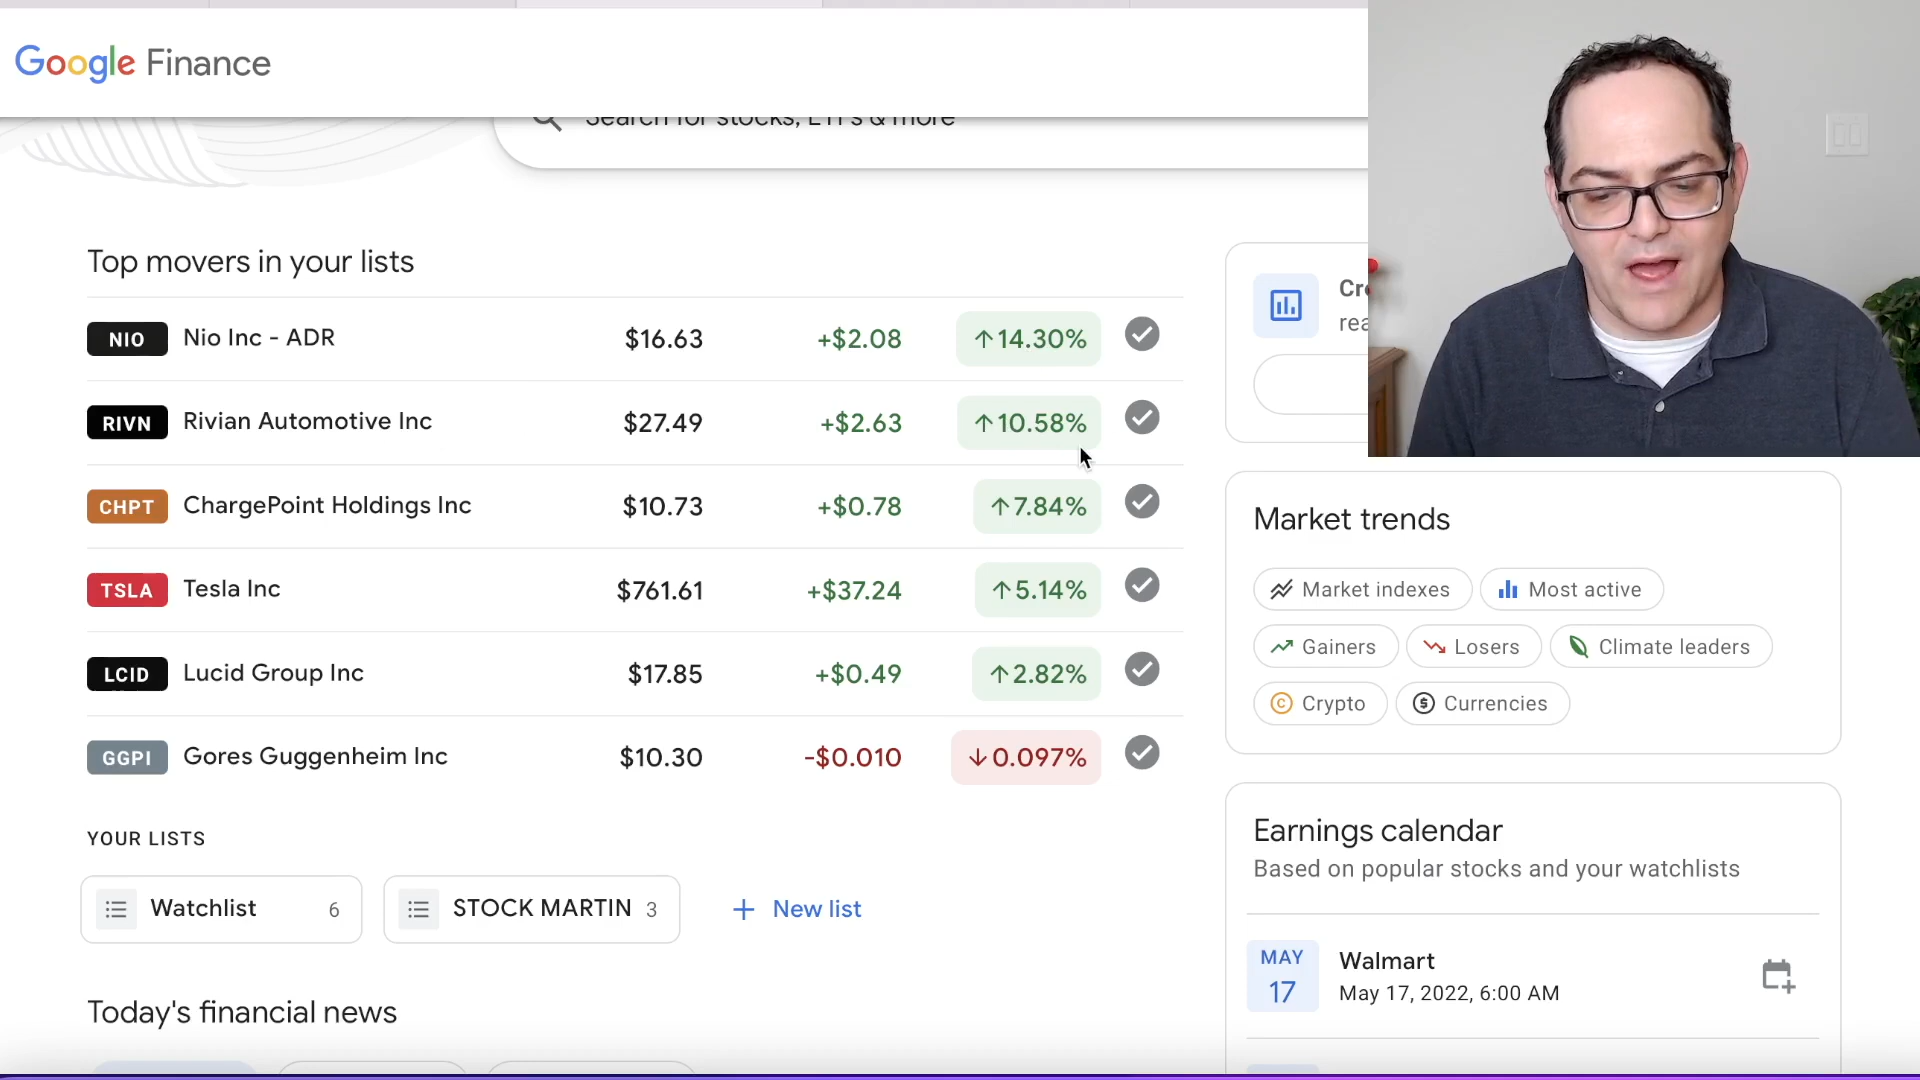 Google Finance
Search for stocks, ETFs & more
Top movers in your lists
NIO Nio Inc - ADR $16.63 +$2.08 ↑14.30%
RIVN Rivian Automotive Inc $27.49 +$2.63 ↑10.58%
CHPT ChargePoint Holdings Inc $10.73 +$0.78 ↑7.84%
TSLA Tesla Inc $761.61 +$37.24 ↑5.14%
LCID Lucid Group Inc $17.85 +$0.49 ↑2.82%
GGPI Gores Guggenheim Inc $10.30 -$0.010 ↓0.097%
YOUR LISTS
Watchlist 6 STOCK MARTIN 3 + New list
Today's financial news
Market trends
Market indexes Most active
Gainers Losers Climate leaders
Crypto Currencies
Earnings calendar
Based on popular stocks and your watchlists
MAY
17
Walmart
May 17, 2022, 6:00 AM